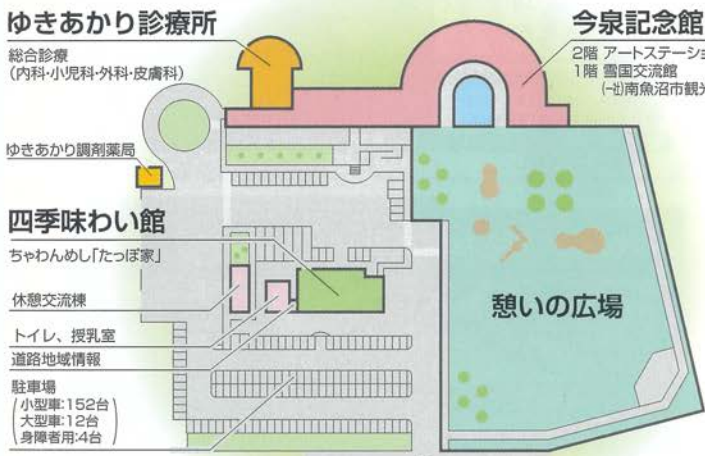 ゆきあかり診療所
総合診療
(内科・小児科・外科・皮膚科)
今泉記念館
2階 アートステーショ
1階 雪国交流館
(一社)南魚沼市観光
ゆきあかり調剤薬局
四季味わい館
ちゃわんめし「たっぽ家」
休憩交流棟
トイレ、授乳室
道路地域情報
駐車場
小型車:152台
大型車:12台
身障者用:4台
憩いの広場